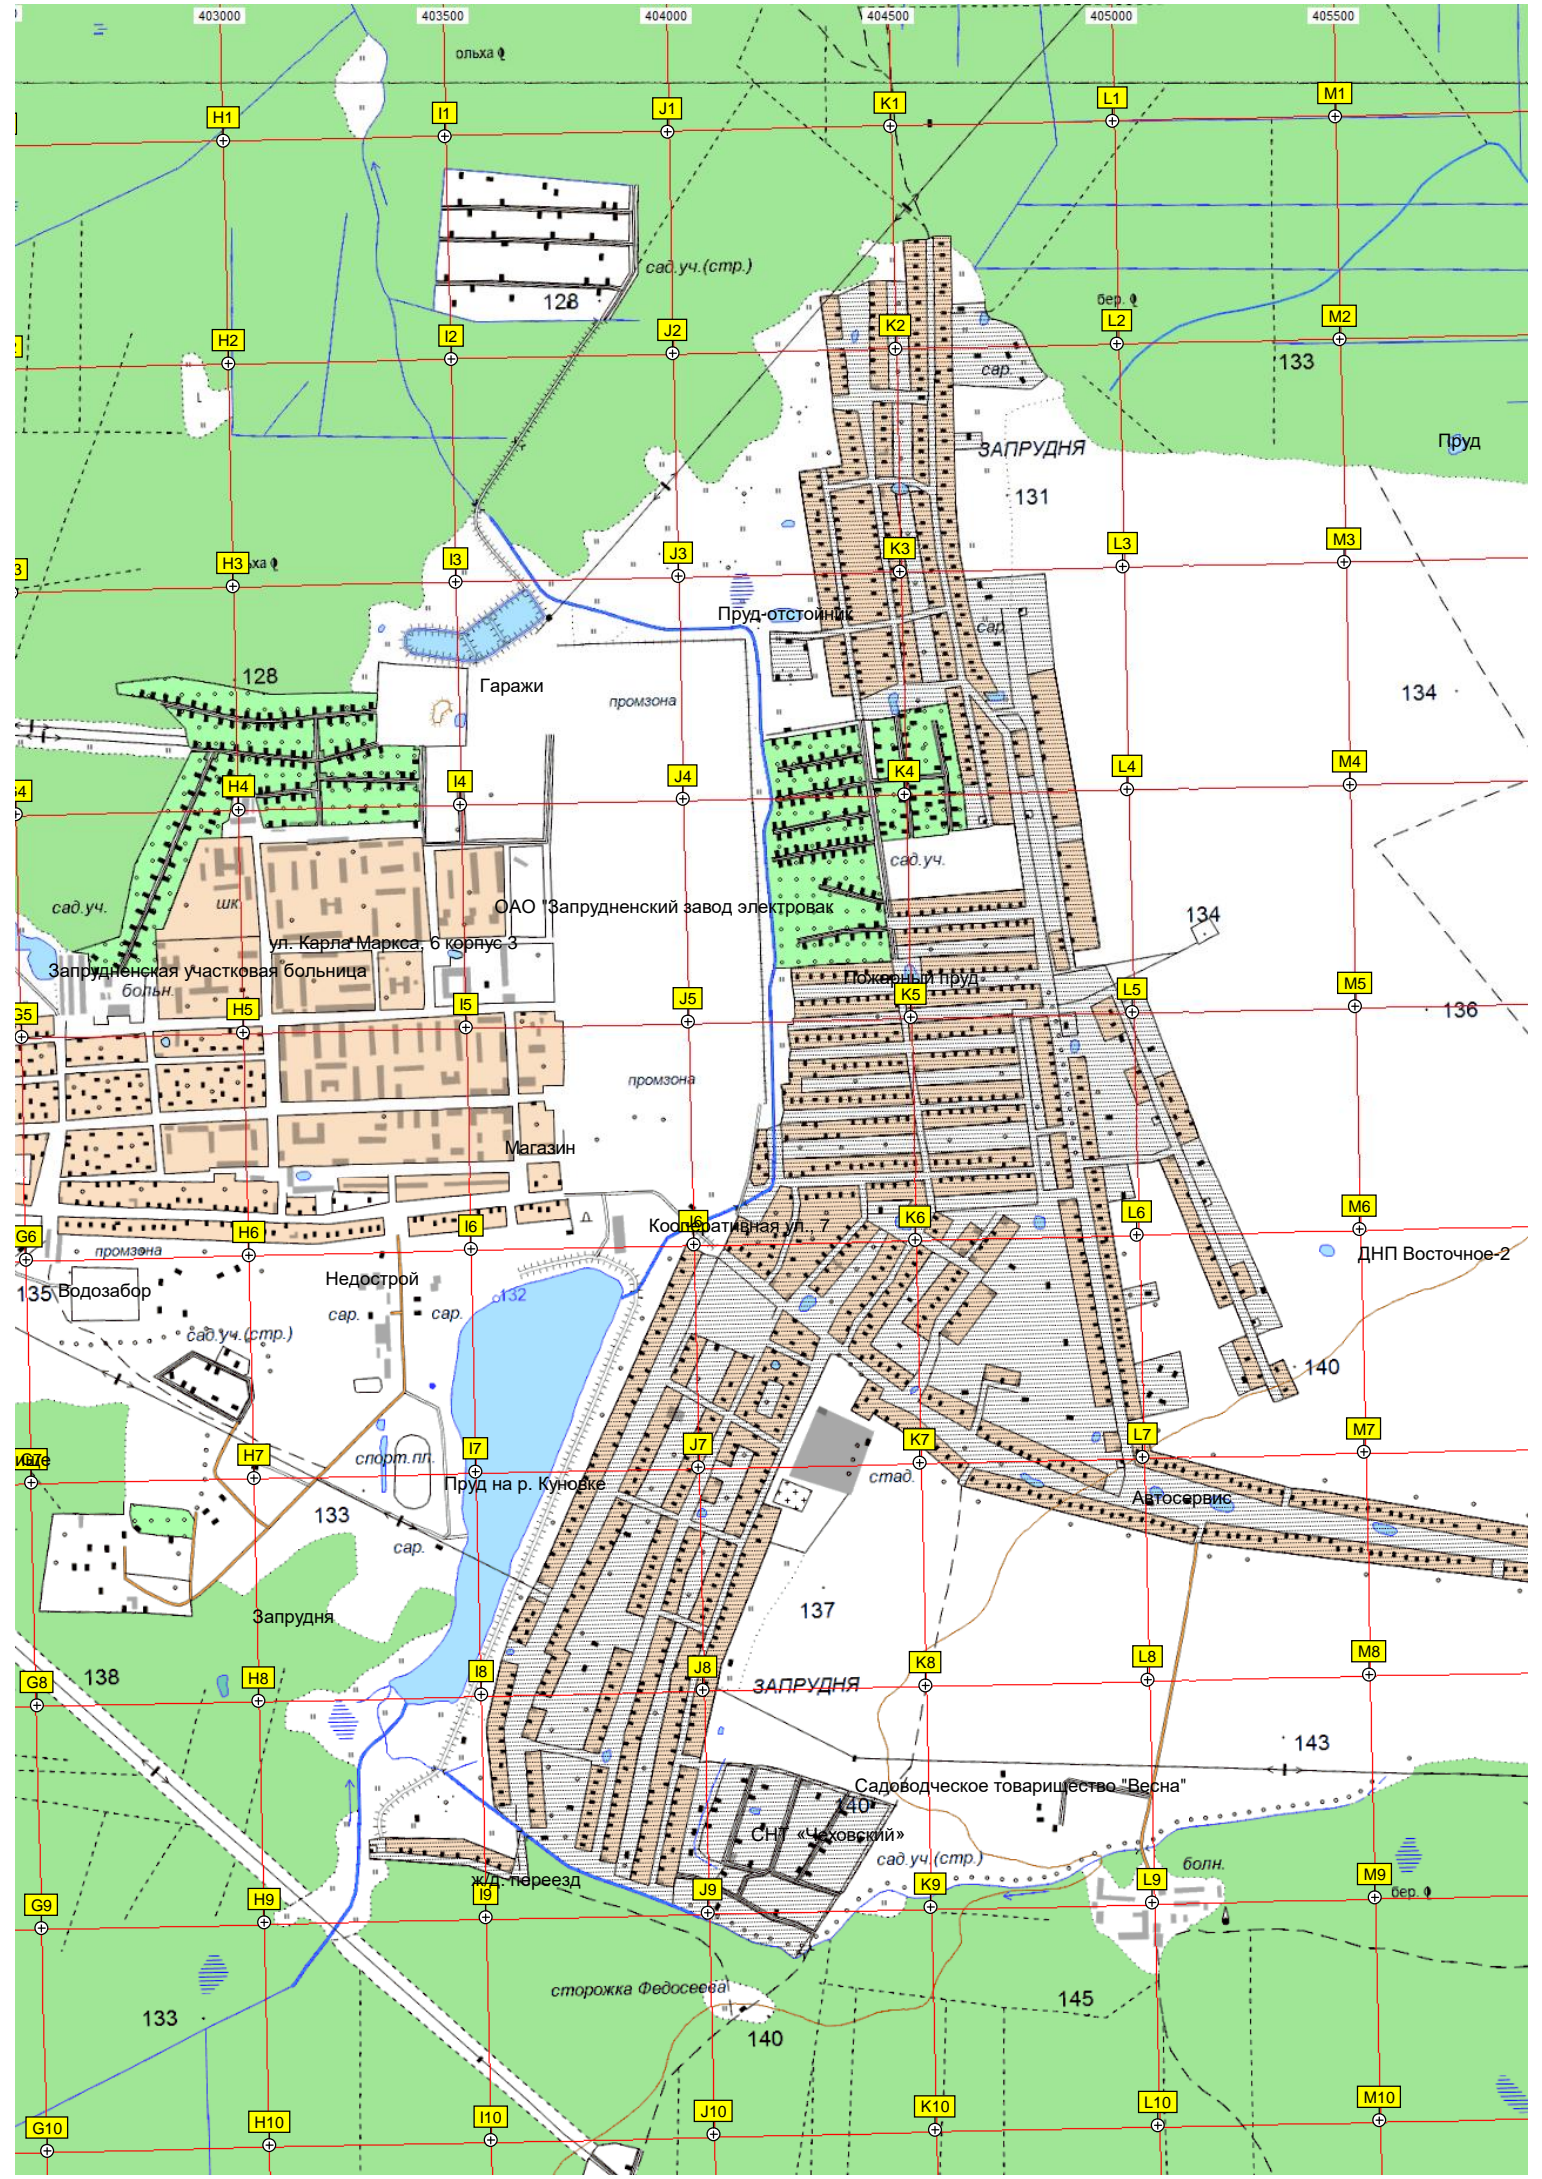 403000 403500 404000 404500 405000 405500
ольха
H1 I1 J1 K1 L1 M1
сад.уч.(стр.)
128
бер.
H2 I2 J2 K2 L2 M2
133
сар.
Пруд
ЗАПРУДНЯ
131
H3 I3 J3 K3 L3 M3
Пруд-отстойник
сар.
128
Гаражи
промзона
134
H4 I4 J4 K4 L4 M4
сад.уч.
шк.
сад.уч.
ОАО "Запрудненский завод электровак
134
ул. Карла Маркса, 6 корпус 3
Запрудненская участковая больница
больн.
Пожарный пруд
G5 H5 I5 J5 K5 L5 M5
136
промзона
Магазин
G6 H6 I6 J6 K6 L6 M6
Кооперативная ул., 7
промзона
ДНП Восточное-2
Недострой
135
Водозабор
132
сар.
сар.
сад.уч.(стр.)
140
G7 H7 I7 J7 K7 L7 M7
спорт.пл.
стад.
Пруд на р. Куновке
Автосервис
133
сар.
Запрудня
137
G8 H8 I8 J8 K8 L8 M8
138
ЗАПРУДНЯ
143
Садоводческое товарищество "Весна"
140
СНТ «Чеховский»
сад.уч.(стр.)
болн.
ж/д. переезд
G9 H9 I9 J9 K9 L9 M9
бер.
сторожка Федосеева
145
133
140
G10 H10 I10 J10 K10 L10 M10